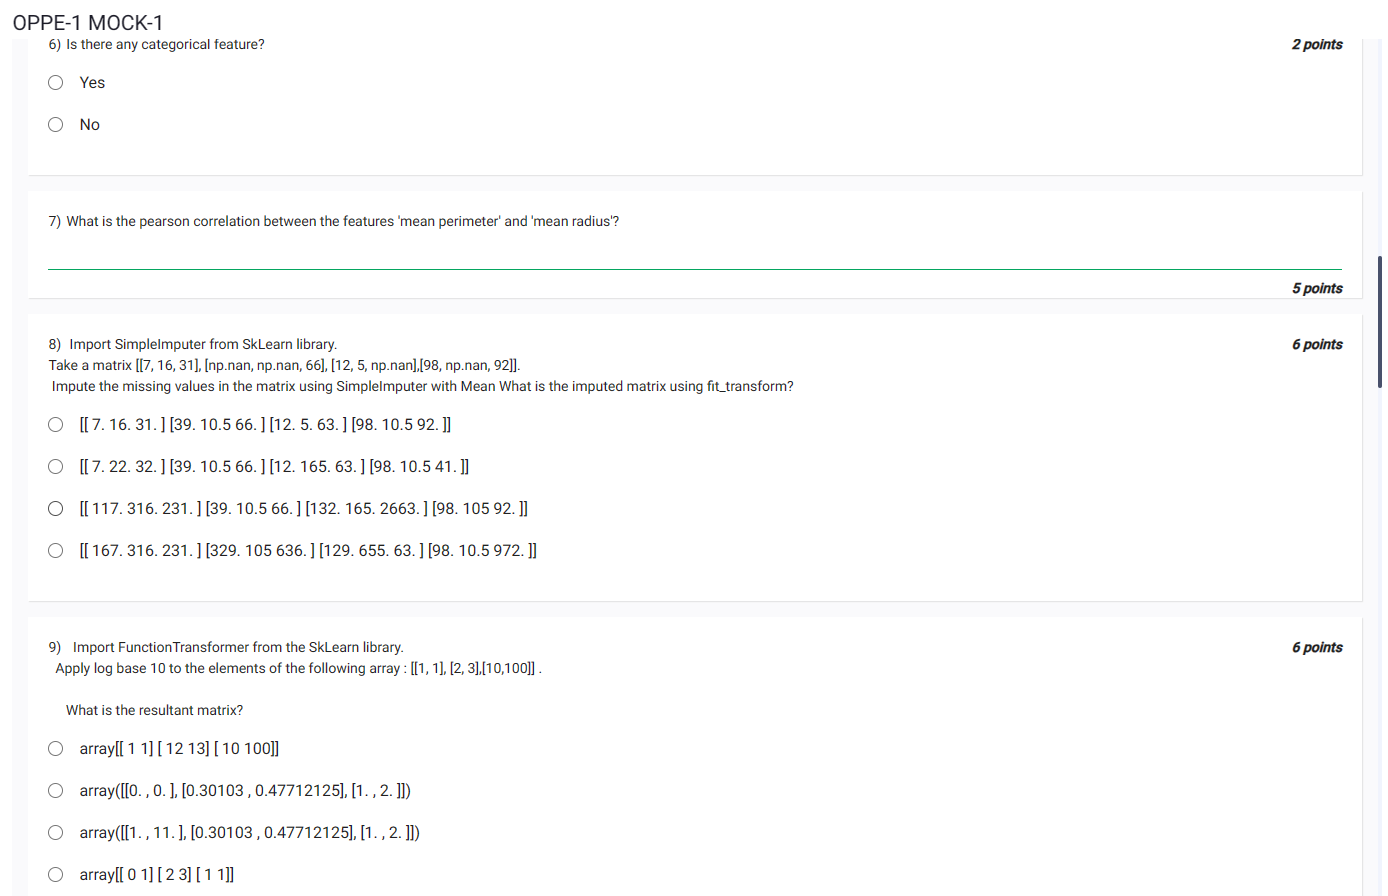 OPPE-1 MOCK-1
6) Is there any categorical feature?
2 points
Yes
No
7) What is the pearson correlation between the features 'mean perimeter' and 'mean radius'?
5 points
8) Import SimpleImputer from SkLearn library.
6 points
Take a matrix [[7, 16, 31], [np.nan, np.nan, 66], [12, 5, np.nan],[98, np.nan, 92]].
Impute the missing values in the matrix using SimpleImputer with Mean What is the imputed matrix using fit_transform?
[[ 7. 16. 31. ] [39. 10.5 66. ] [12. 5. 63. ] [98. 10.5 92. ]]
[[ 7. 22. 32. ] [39. 10.5 66. ] [12. 165. 63. ] [98. 10.5 41. ]]
[[ 117. 316. 231. ] [39. 10.5 66. ] [132. 165. 2663. ] [98. 105 92. ]]
[[ 167. 316. 231. ] [329. 105 636. ] [129. 655. 63. ] [98. 10.5 972. ]]
9) Import FunctionTransformer from the SkLearn library.
6 points
Apply log base 10 to the elements of the following array : [[1, 1], [2, 3],[10,100]] .
What is the resultant matrix?
array[[ 1 1] [ 12 13] [ 10 100]]
array([[0. , 0. ], [0.30103 , 0.47712125], [1. , 2. ]])
array([[1. , 11. ], [0.30103 , 0.47712125], [1. , 2. ]])
array[[ 0 1] [ 2 3] [ 1 1]]